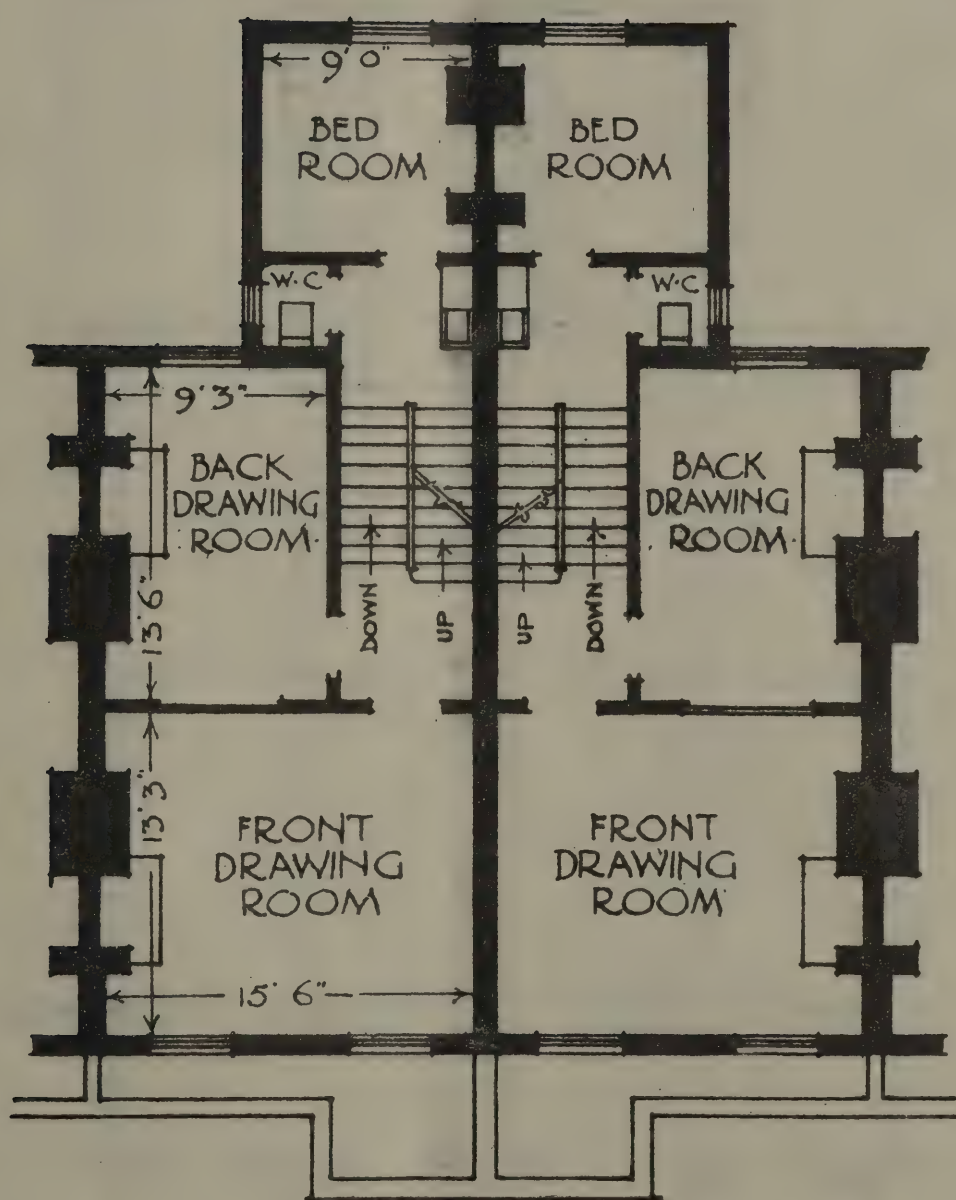 9'0"
BED
ROOM
BED
ROOM
W·C
W·C
9'3"
BACK
DRAWING
ROOM·
BACK
DRAWING
ROOM
13'6"
DOWN
UP
UP
DOWN
13'3"
FRONT
DRAWING
ROOM
FRONT
DRAWING
ROOM
15'6"